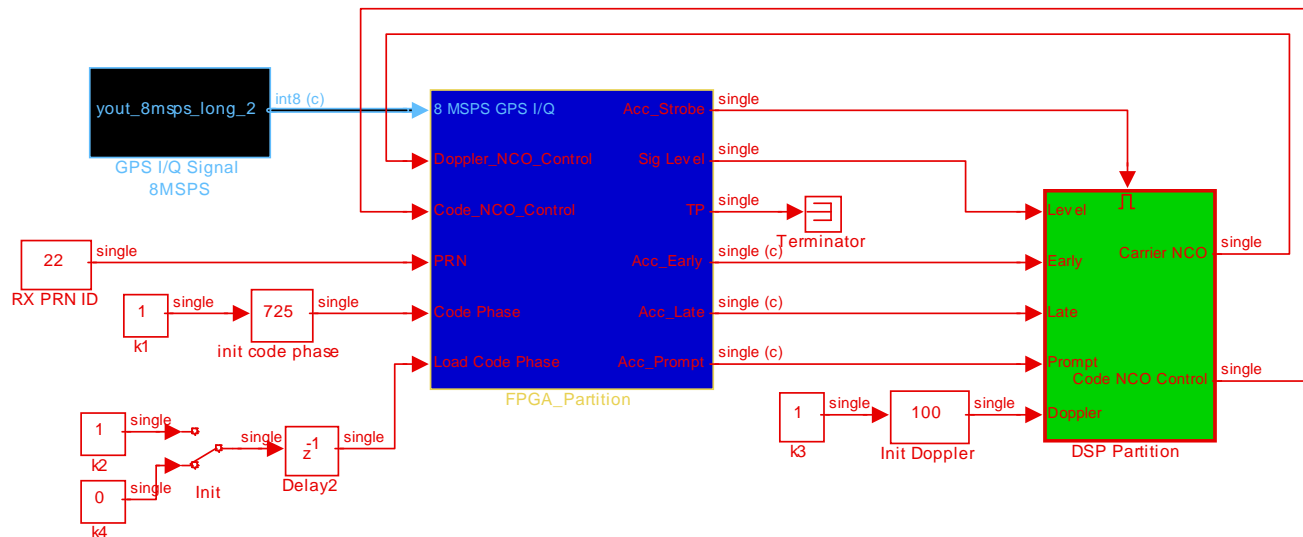 yout_8msps_long_2
int8 (c)
GPS I/Q Signal
8MSPS
8 MSPS GPS I/Q
Acc_Strobe
single
Doppler_NCO_Control
Sig Level
single
Code_NCO_Control
TP
single
Terminator
Level
22
single
RX PRN ID
PRN
Acc_Early
single (c)
Early
Carrier NCO
single
1
single
k1
725
single
init code phase
Code Phase
Acc_Late
single (c)
Late
Load Code Phase
Acc_Prompt
single (c)
Prompt
Code NCO Control
single
FPGA_Partition
1
single
k2
single
-1
z
single
Delay2
Init
0
single
k4
1
single
k3
100
single
Init Doppler
Doppler
DSP Partition